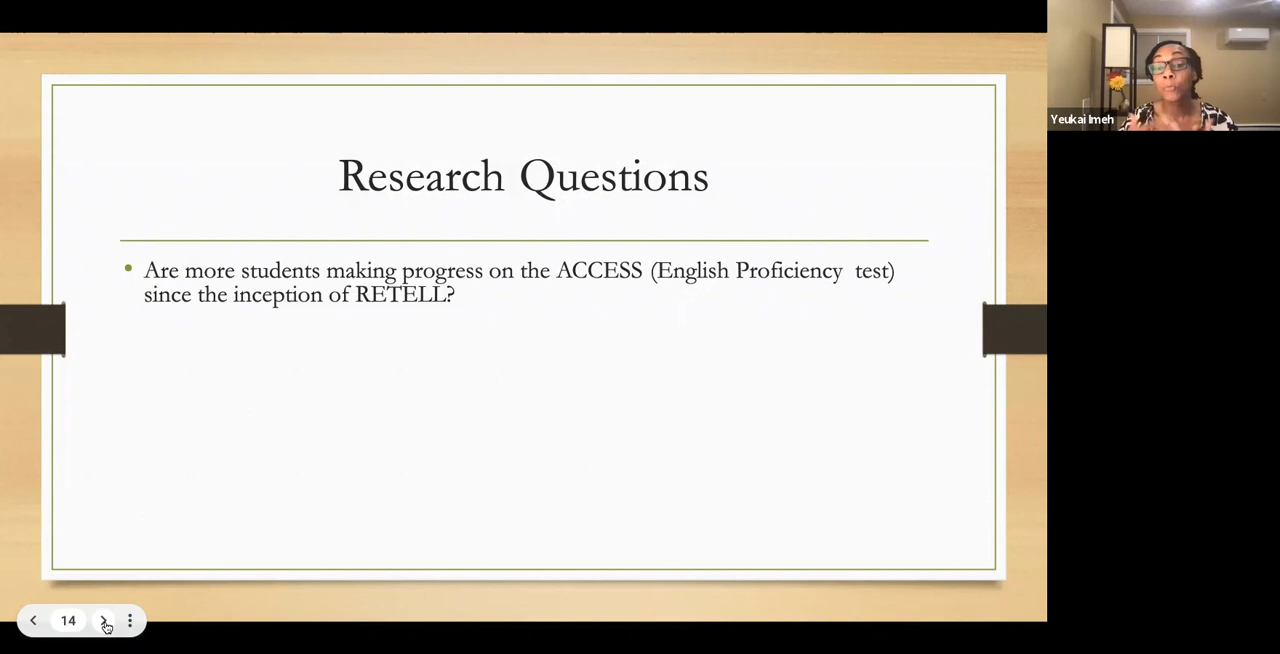 Research Questions
• Are more students making progress on the ACCESS (English Proficiency  test)
since the inception of RETELL?
Yeukai Imeh
14